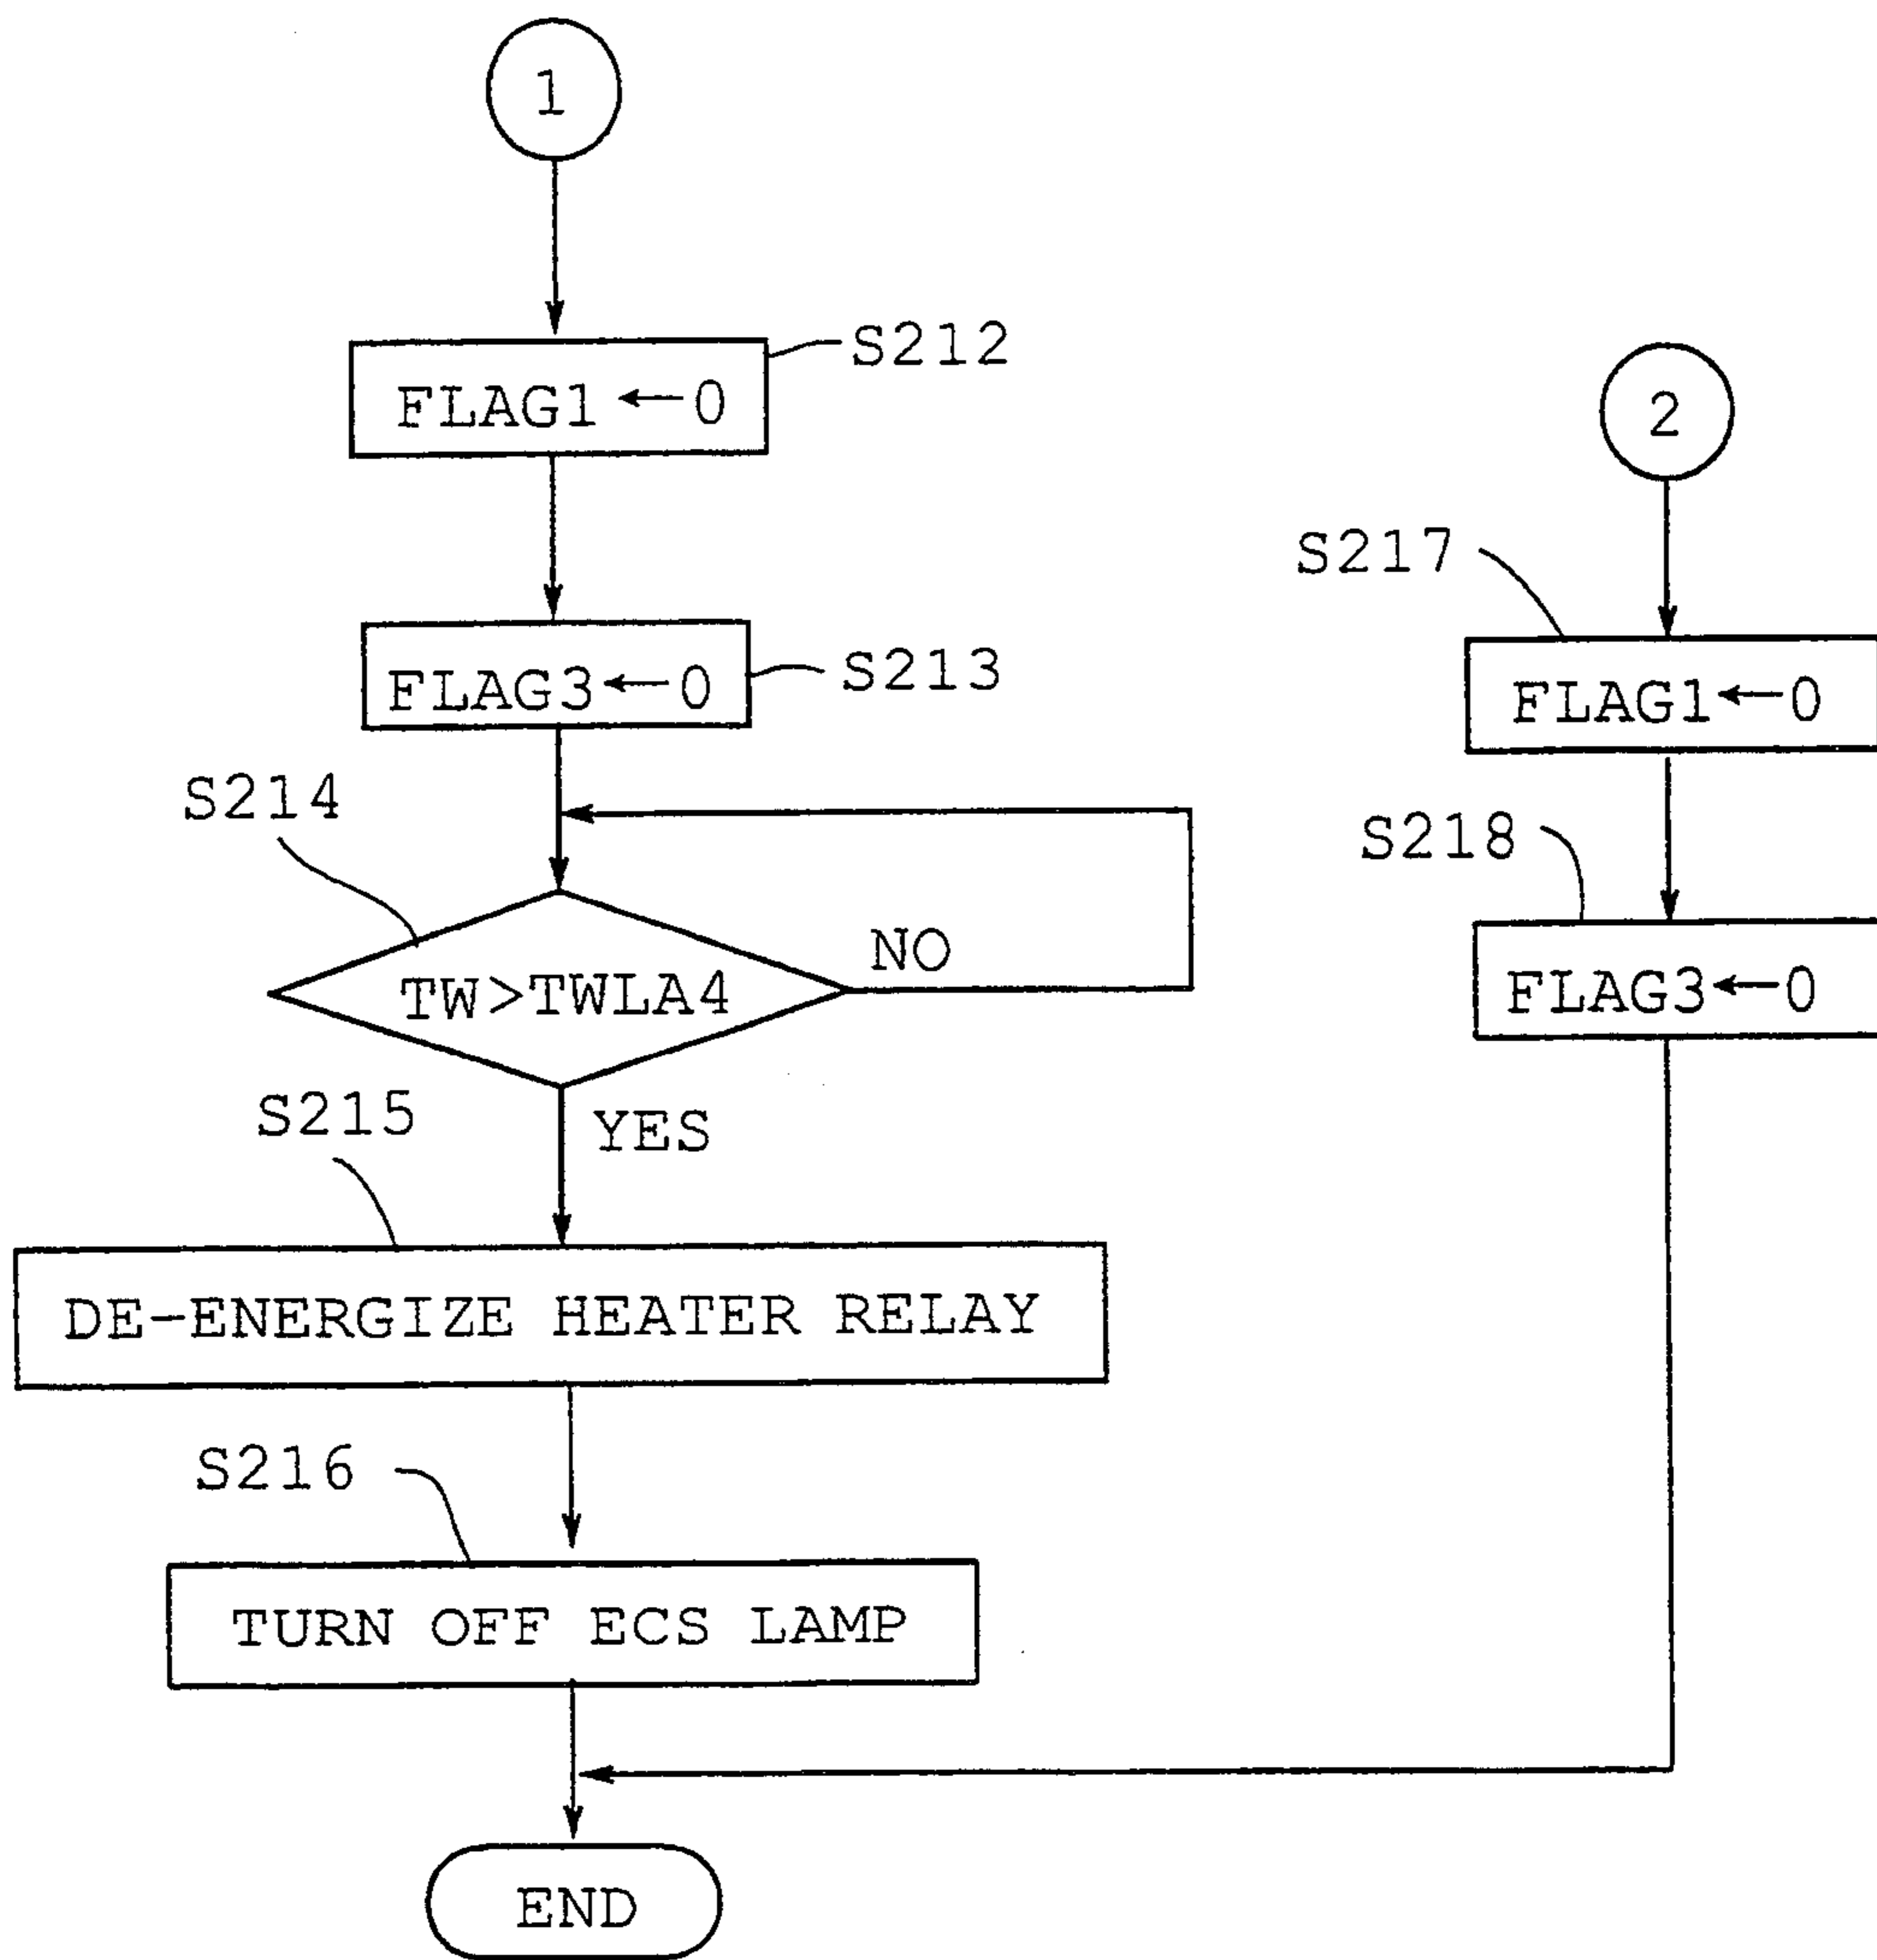 1
S212
FLAG1←0
S213
FLAG3←0
S214
TW>TWLA4
NO
YES
S215
DE-ENERGIZE HEATER RELAY
S216
TURN OFF ECS LAMP
END
2
S217
FLAG1←0
S218
FLAG3←0